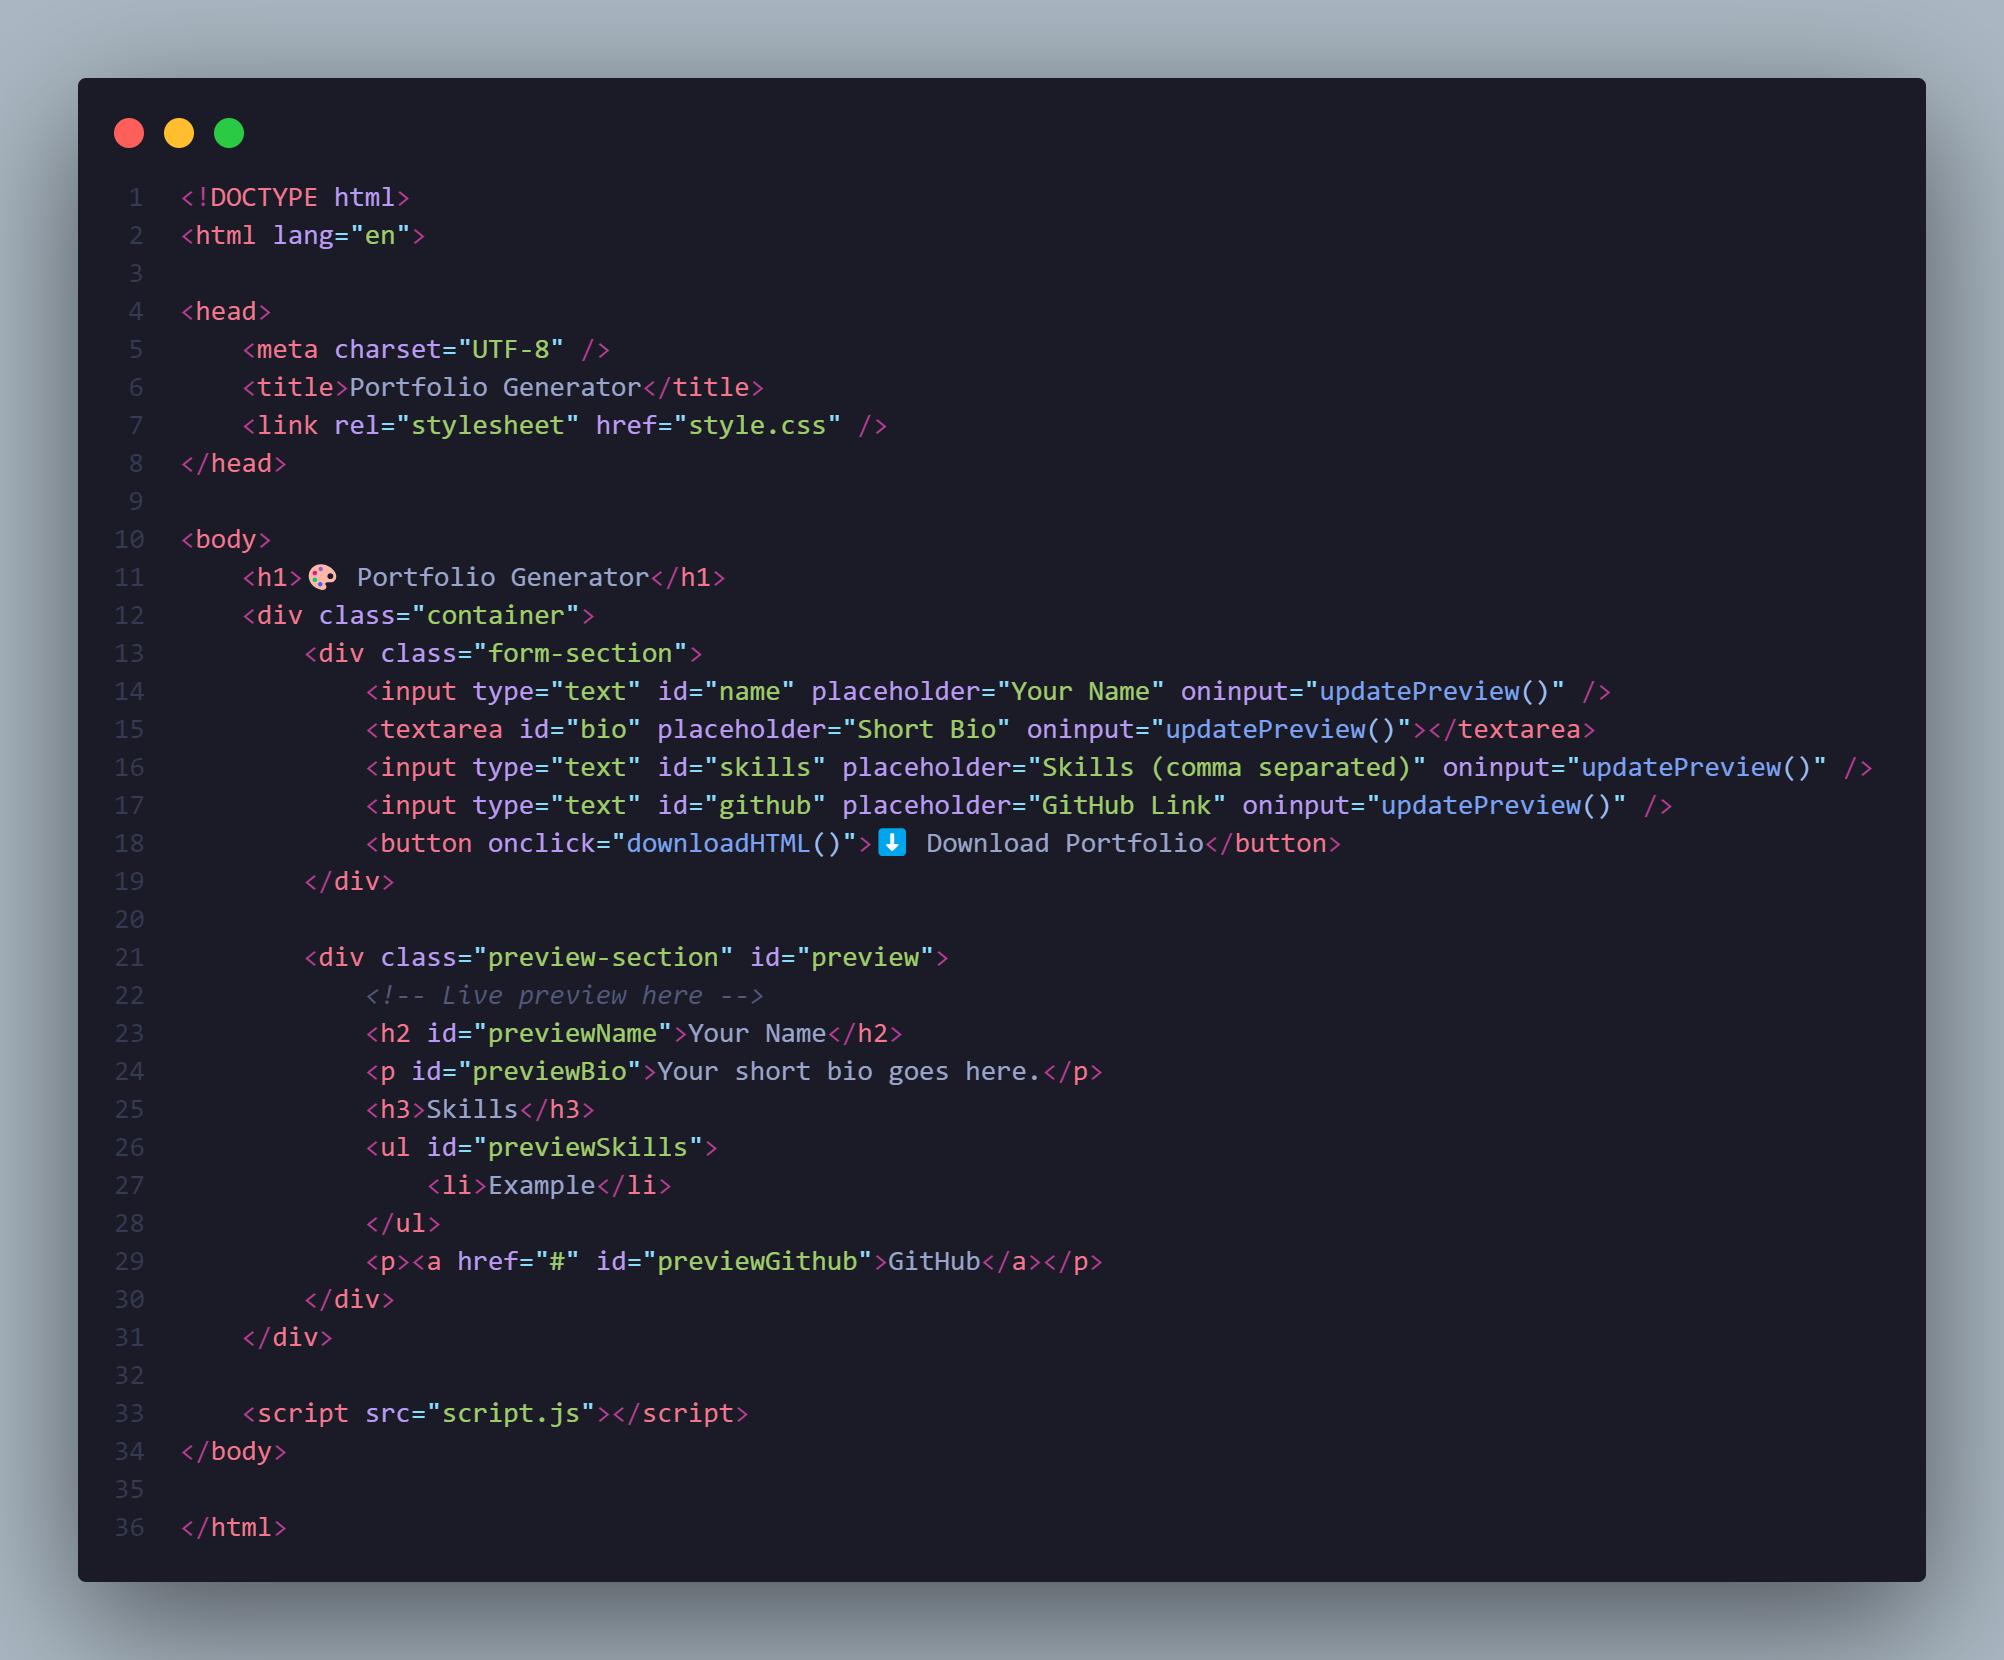 1 <!DOCTYPE html>
2 <html lang="en">
3
4 <head>
5     <meta charset="UTF-8" />
6     <title>Portfolio Generator</title>
7     <link rel="stylesheet" href="style.css" />
8 </head>
9
10 <body>
11     <h1>🎨 Portfolio Generator</h1>
12     <div class="container">
13         <div class="form-section">
14             <input type="text" id="name" placeholder="Your Name" oninput="updatePreview()" />
15             <textarea id="bio" placeholder="Short Bio" oninput="updatePreview()"></textarea>
16             <input type="text" id="skills" placeholder="Skills (comma separated)" oninput="updatePreview()" />
17             <input type="text" id="github" placeholder="GitHub Link" oninput="updatePreview()" />
18             <button onclick="downloadHTML()">⬇️ Download Portfolio</button>
19         </div>
20
21         <div class="preview-section" id="preview">
22             <!-- Live preview here -->
23             <h2 id="previewName">Your Name</h2>
24             <p id="previewBio">Your short bio goes here.</p>
25             <h3>Skills</h3>
26             <ul id="previewSkills">
27                 <li>Example</li>
28             </ul>
29             <p><a href="#" id="previewGithub">GitHub</a></p>
30         </div>
31     </div>
32
33     <script src="script.js"></script>
34 </body>
35
36 </html>